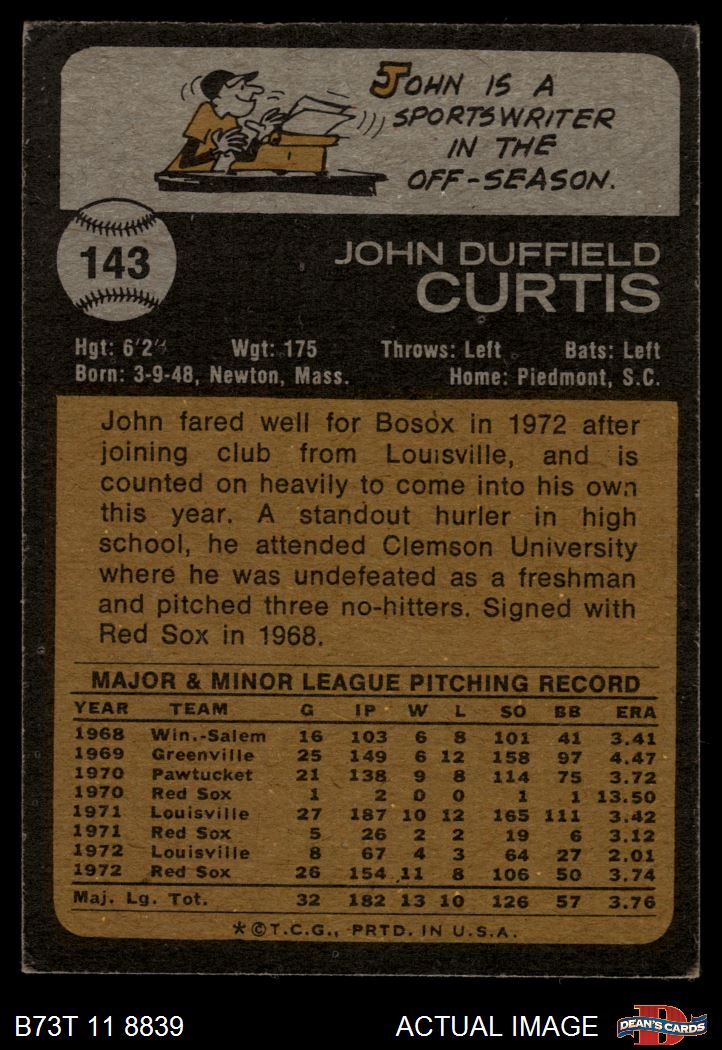 JOHN IS A
SPORTSWRITER
IN THE
OFF-SEASON.
143
JOHN DUFFIELD
CURTIS
Hgt: 6'2" Wgt: 175 Throws: Left Bats: Left
Born: 3-9-48, Newton, Mass. Home: Piedmont, S.C.
John fared well for Bosox in 1972 after
joining club from Louisville, and is
counted on heavily to come into his own
this year. A standout hurler in high
school, he attended Clemson University
where he was undefeated as a freshman
and pitched three no-hitters. Signed with
Red Sox in 1968.
MAJOR & MINOR LEAGUE PITCHING RECORD
YEAR TEAM G IP W L SO BB ERA
1968 Win.-Salem 16 103 6 8 101 41 3.41
1969 Greenville 25 149 6 12 158 97 4.47
1970 Pawtucket 21 138 9 8 114 75 3.72
1970 Red Sox 1 2 0 0 1 1 13.50
1971 Louisville 27 187 10 12 165 111 3.42
1971 Red Sox 5 26 2 2 19 6 3.12
1972 Louisville 8 67 4 3 64 27 2.01
1972 Red Sox 26 154 11 8 106 50 3.74
Maj. Lg. Tot. 32 182 13 10 126 57 3.76
*©T.C.G., PRTD. IN U.S.A.
B73T 11 8839 ACTUAL IMAGE DEAN'S CARDS